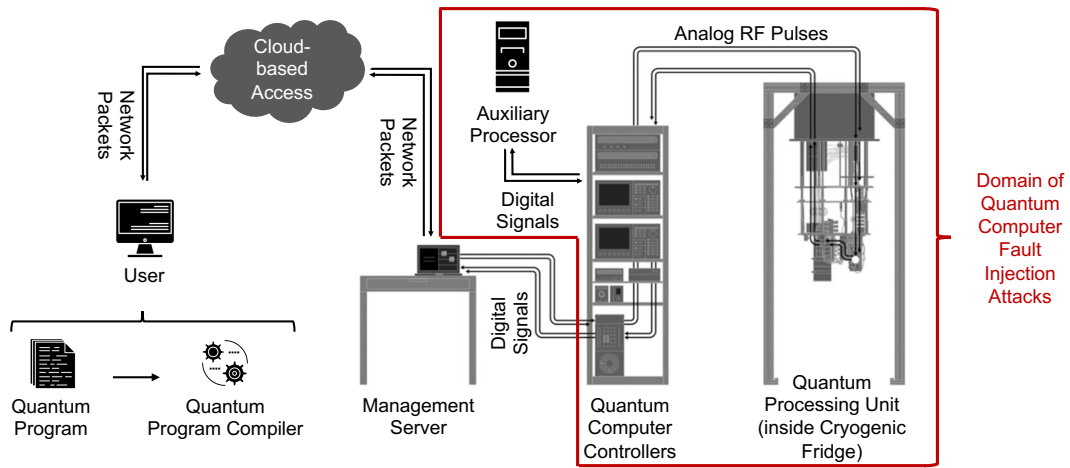 Cloud-
based
Access
Network
Packets
User
Quantum
Program
Quantum
Program Compiler
Network
Packets
Management
Server
Digital
Signals
Auxiliary
Processor
Digital
Signals
Analog RF Pulses
Quantum
Computer
Controllers
Quantum
Processing Unit
(inside Cryogenic
Fridge)
Domain of
Quantum
Computer
Fault
Injection
Attacks